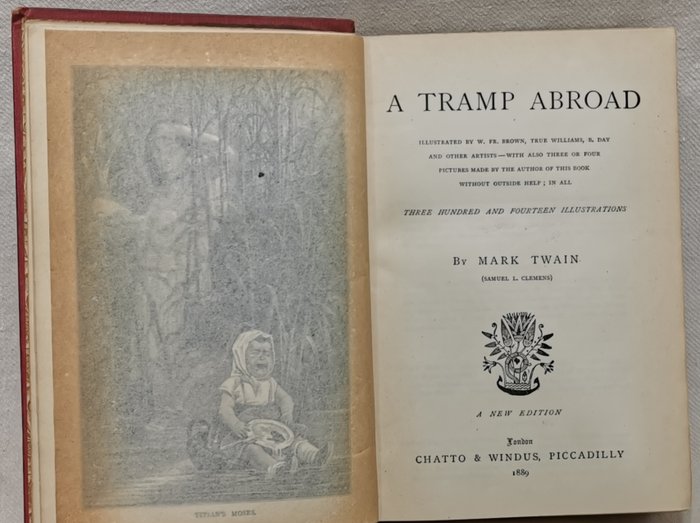 TITIAN'S MOSES.
A TRAMP ABROAD
ILLUSTRATED BY W. FR. BROWN, TRUE WILLIAMS, B. DAY
AND OTHER ARTISTS—WITH ALSO THREE OR FOUR
PICTURES MADE BY THE AUTHOR OF THIS BOOK
WITHOUT OUTSIDE HELP; IN ALL
THREE HUNDRED AND FOURTEEN ILLUSTRATIONS
BY MARK TWAIN
(SAMUEL L. CLEMENS)
A NEW EDITION
London
CHATTO & WINDUS, PICCADILLY
1889